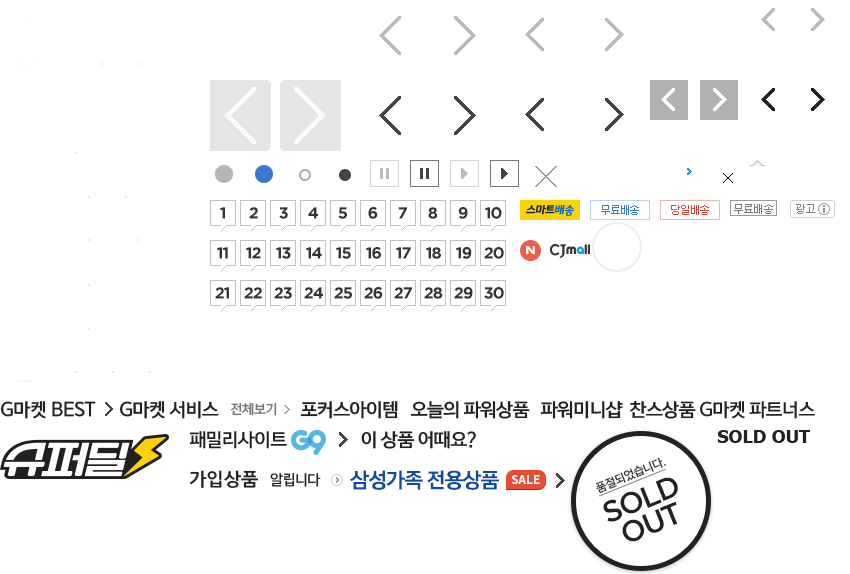 1 2 3 4 5 6 7 8 9 10
스마트배송 무료배송 당일배송 무료배송 광고
11 12 13 14 15 16 17 18 19 20
N CJmall
21 22 23 24 25 26 27 28 29 30
G마켓 BEST G마켓 서비스 전체보기 포커스아이템 오늘의 파워상품 파워미니샵 찬스상품 G마켓 파트너스
슈퍼딜
패밀리사이트 G9 이 상품 어때요?
SOLD OUT
가입상품 알립니다 삼성가족 전용상품 SALE
품절되었습니다.
SOLD
OUT